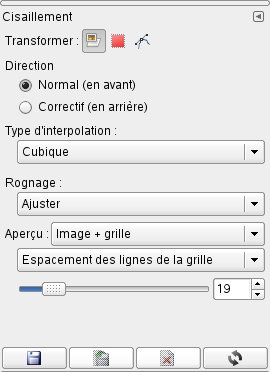 Cisaillement
Transformer :
Direction
Normal (en avant)
Correctif (en arrière)
Type d'interpolation :
Cubique
Rognage :
Ajuster
Aperçu : Image + grille
Espacement des lignes de la grille
19